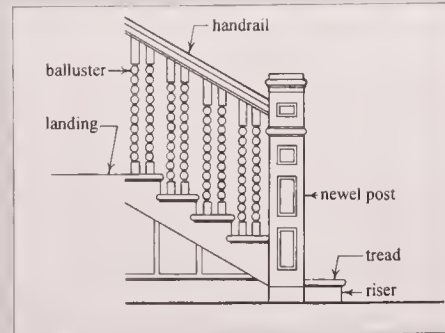 handrail
balluster
landing
newel post
tread
riser